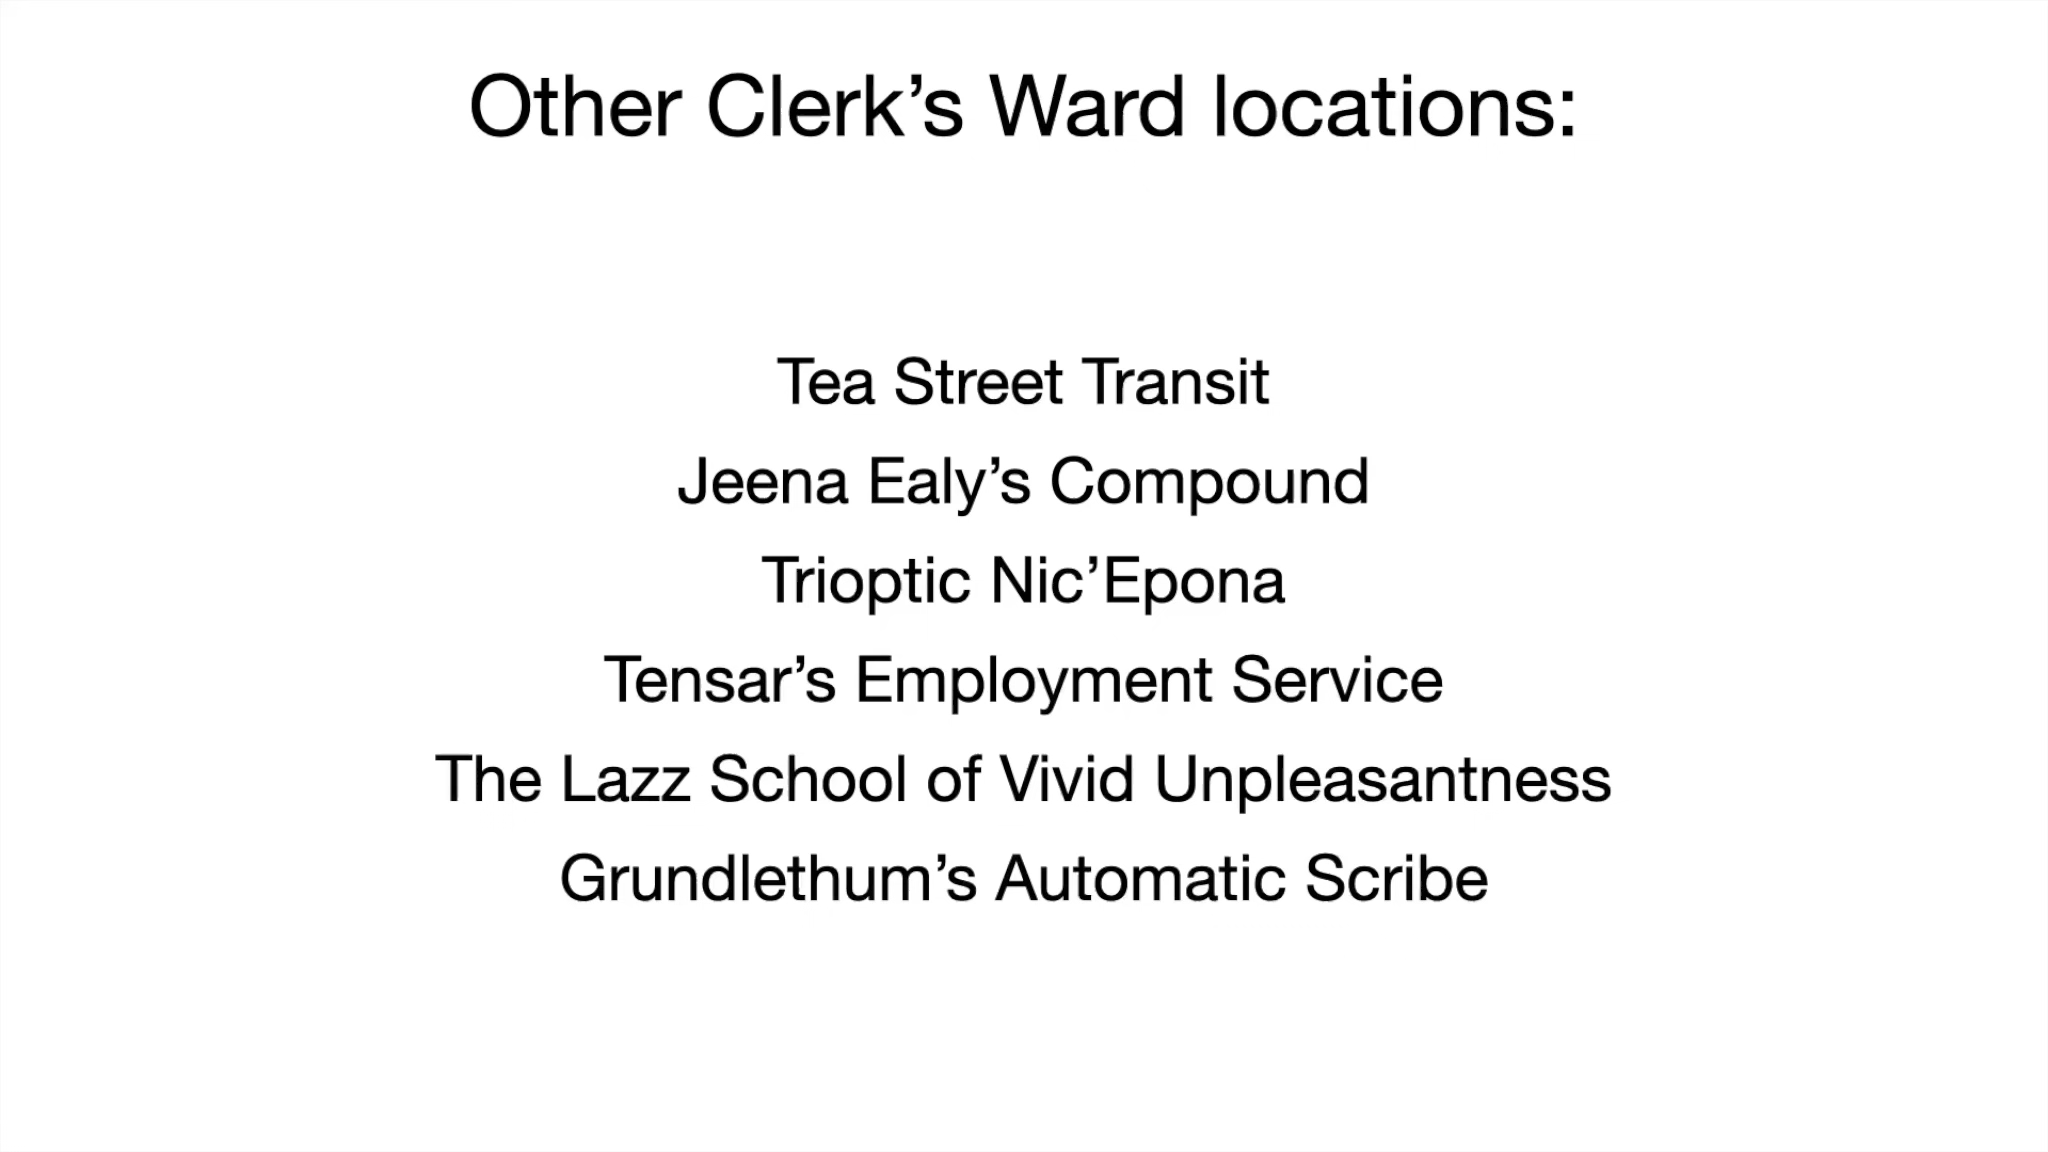 Other Clerk’s Ward locations:
Tea Street Transit
Jeena Ealy’s Compound
Trioptic Nic’Epona
Tensar’s Employment Service
The Lazz School of Vivid Unpleasantness
Grundlethum’s Automatic Scribe